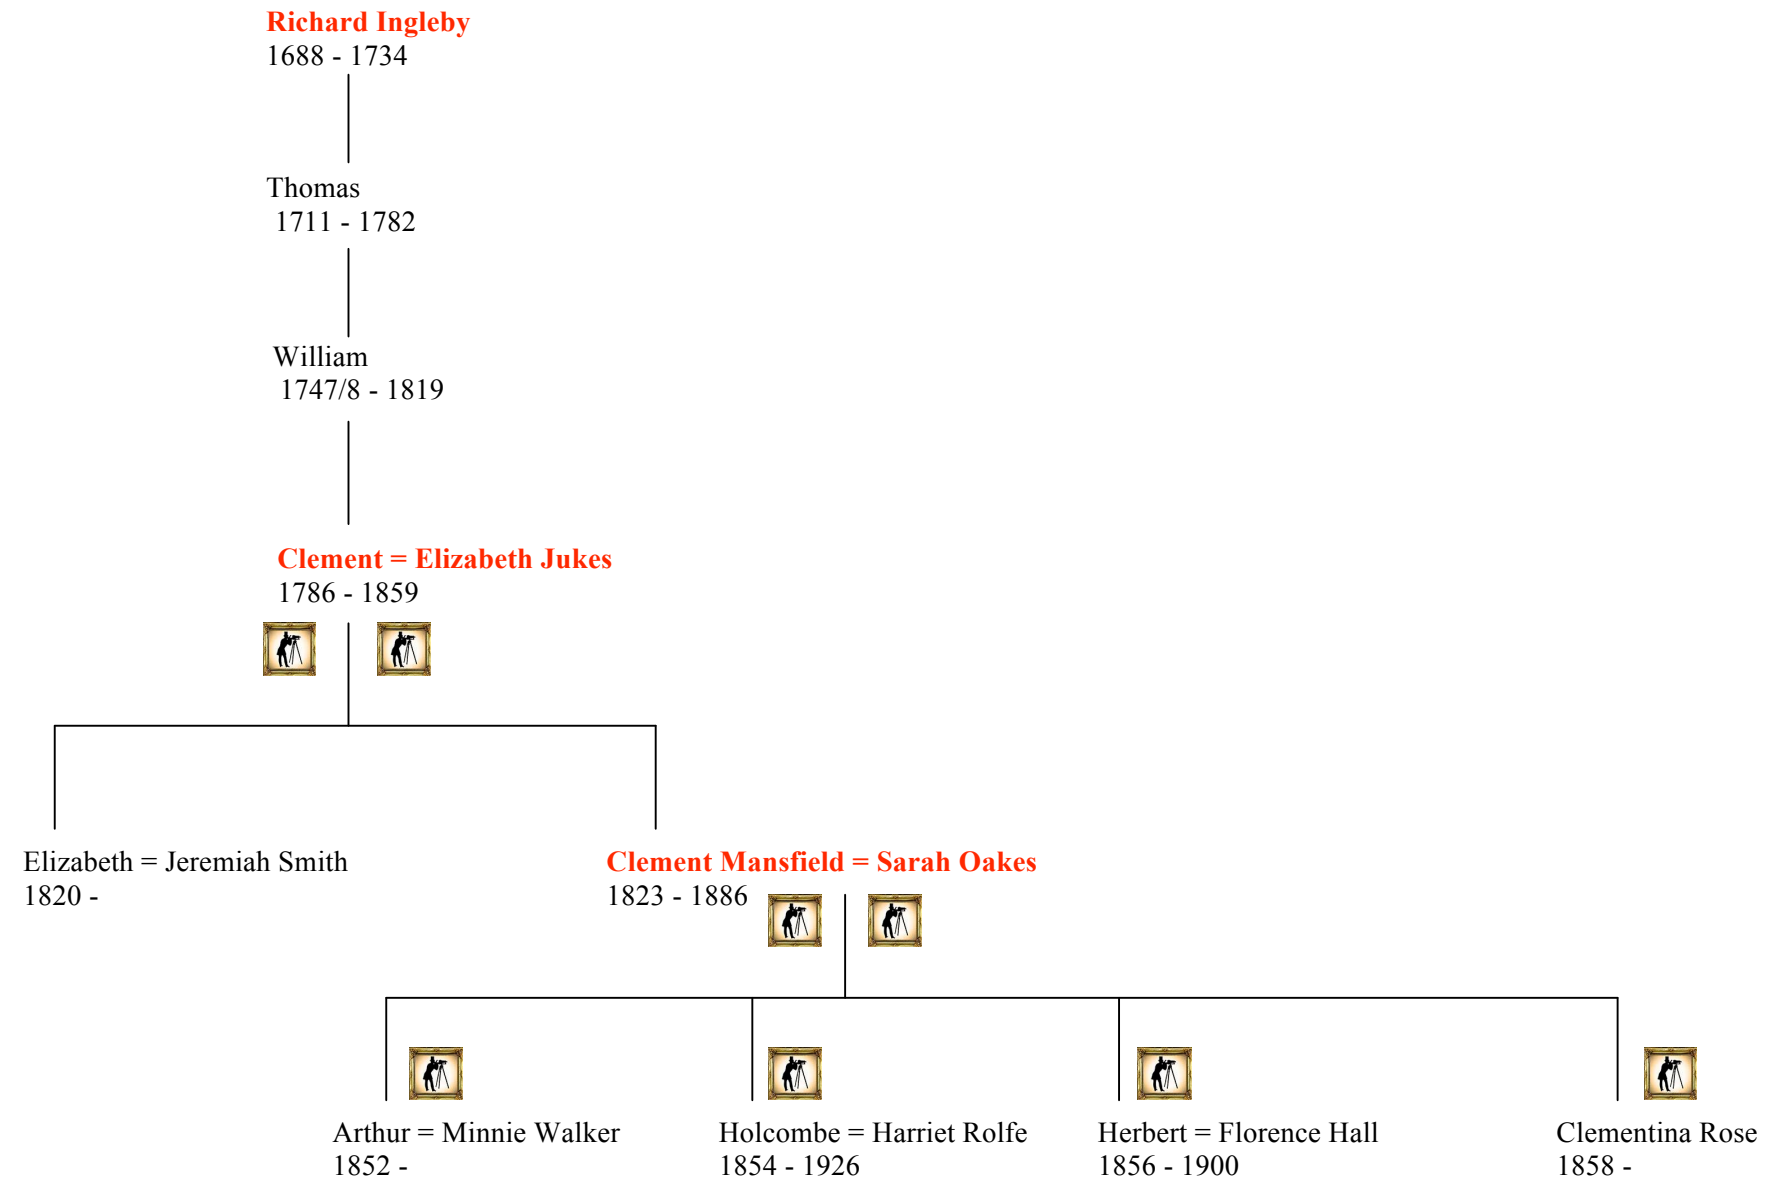 Richard Ingleby
1688 - 1734
Thomas
1711 - 1782
William
1747/8 - 1819
Clement = Elizabeth Jukes
1786 - 1859
Elizabeth = Jeremiah Smith
1820 -
Clement Mansfield = Sarah Oakes
1823 - 1886
Arthur = Minnie Walker
1852 -
Holcombe = Harriet Rolfe
1854 - 1926
Herbert = Florence Hall
1856 - 1900
Clementina Rose
1858 -